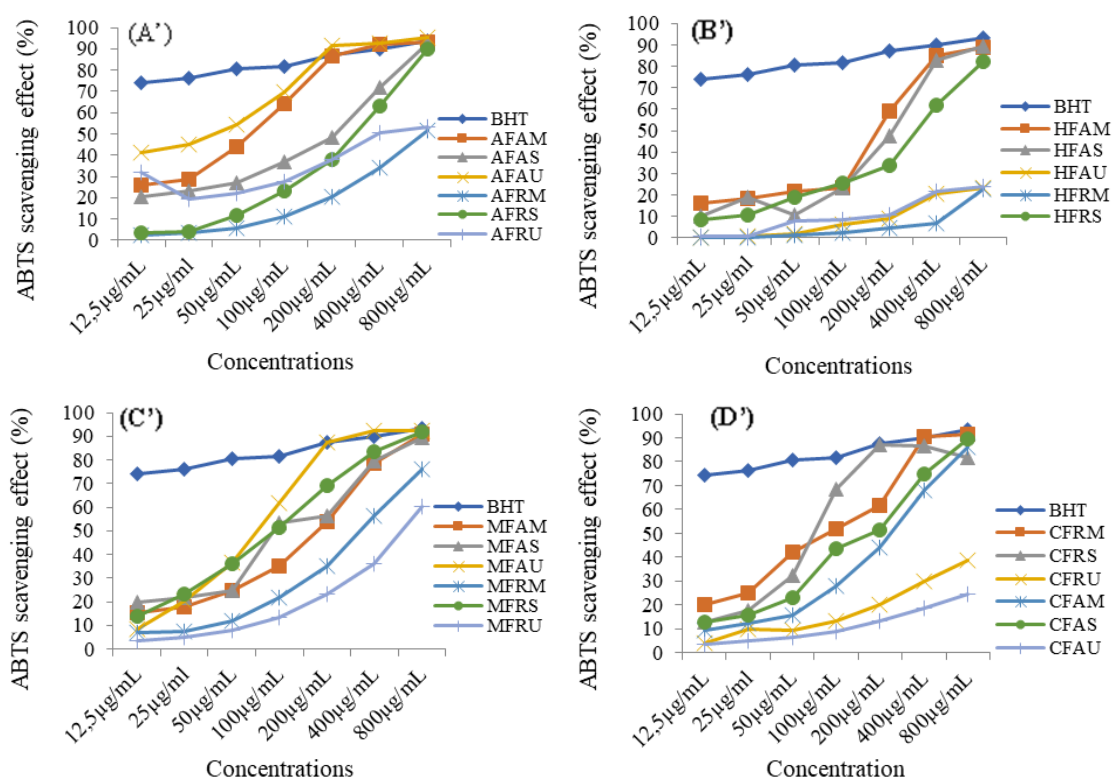 (A')
ABTS scavenging effect (%)
100
90
80
70
60
50
40
30
20
10
0
12,5µg/mL
25µg/ml
50µg/mL
100µg/mL
200µg/mL
400µg/mL
800µg/mL
Concentrations
BHT
AFAM
AFAS
AFAU
AFRM
AFRS
AFRU
(B')
ABTS scavenging effect (%)
100
90
80
70
60
50
40
30
20
10
0
12,5µg/mL
25µg/ml
50µg/mL
100µg/mL
200µg/mL
400µg/mL
800µg/mL
Concentrations
BHT
HFAM
HFAS
HFAU
HFRM
HFRS
(C')
ABTS scavenging effect (%)
100
90
80
70
60
50
40
30
20
10
0
12,5µg/mL
25µg/ml
50µg/mL
100µg/mL
200µg/mL
400µg/mL
800µg/mL
Concentrations
BHT
MFAM
MFAS
MFAU
MFRM
MFRS
MFRU
(D')
ABTS scavenging effect (%)
100
90
80
70
60
50
40
30
20
10
0
12,5µg/mL
25µg/ml
50µg/mL
100µg/mL
200µg/mL
400µg/mL
800µg/mL
Concentration
BHT
CFRM
CFRS
CFRU
CFAM
CFAS
CFAU